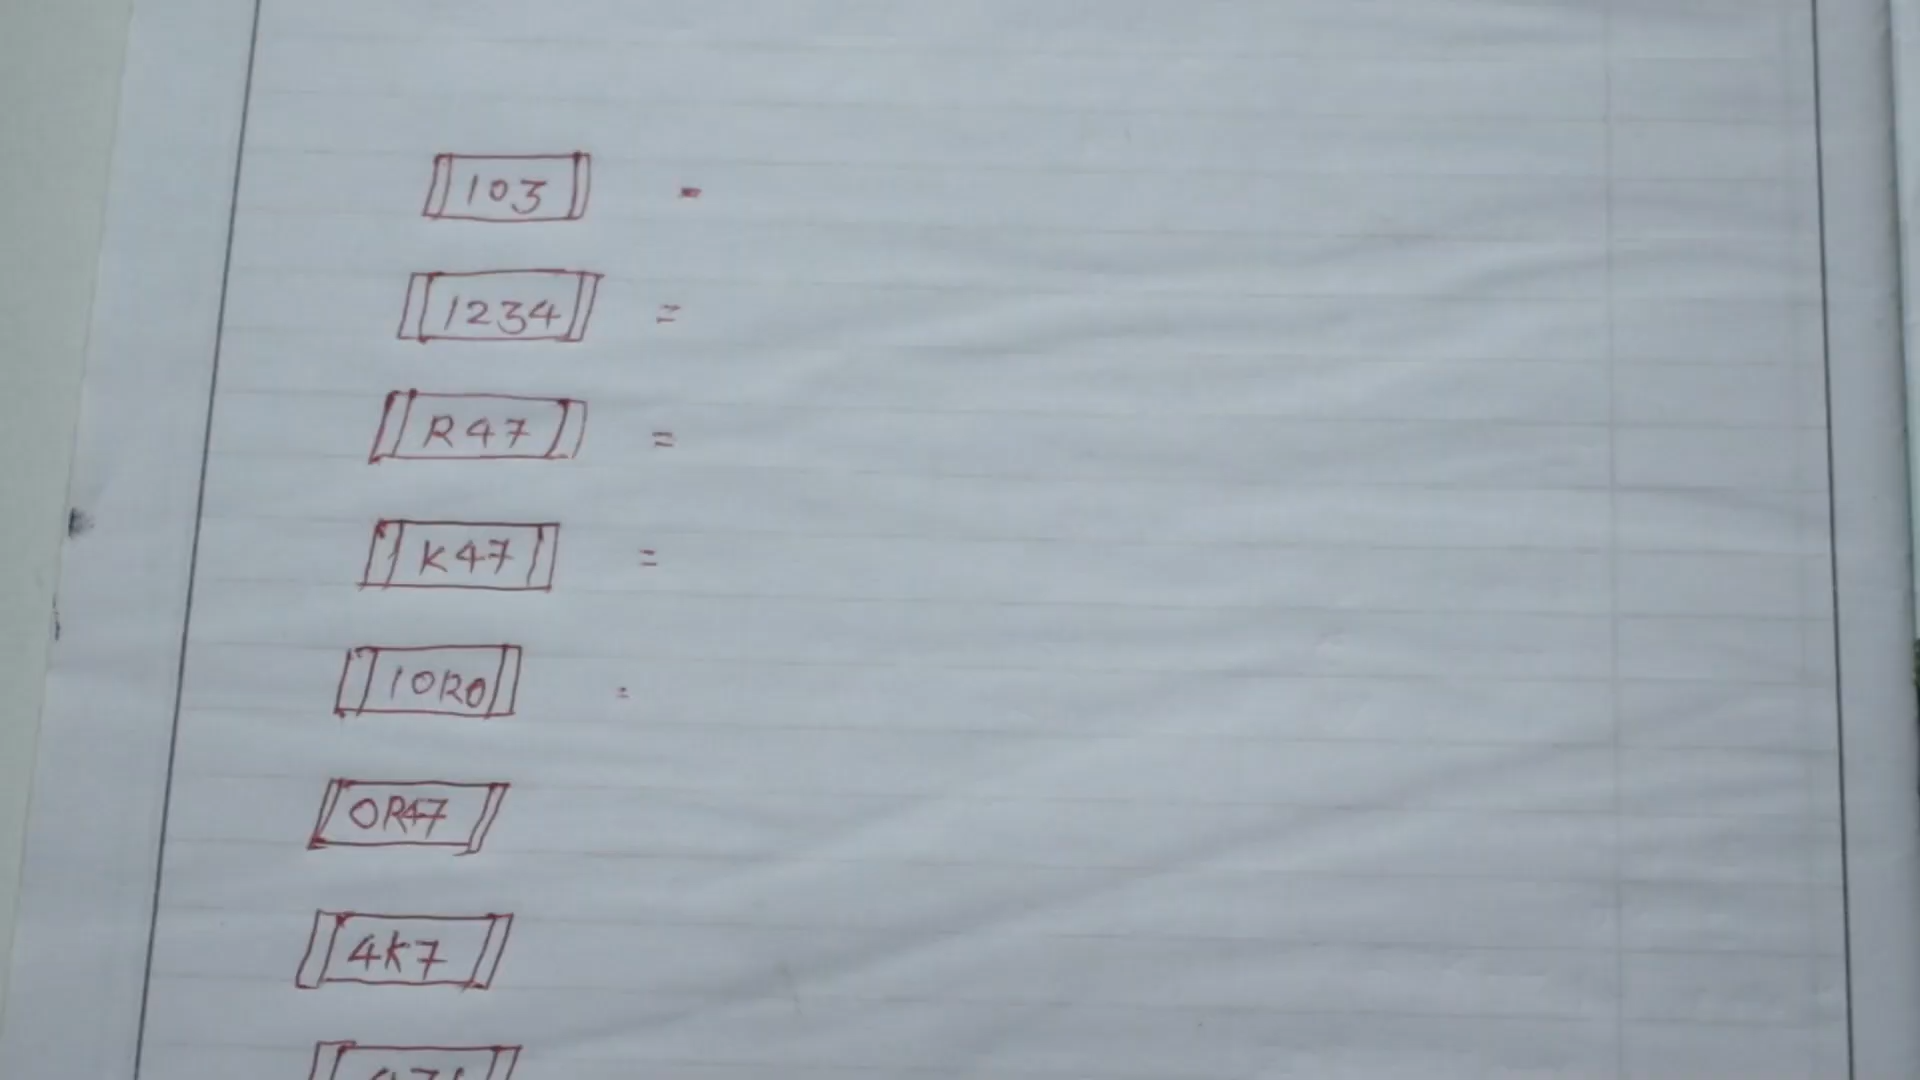 103 =
1234 =
R47 =
K47 =
10R0 =
0R47
4K7